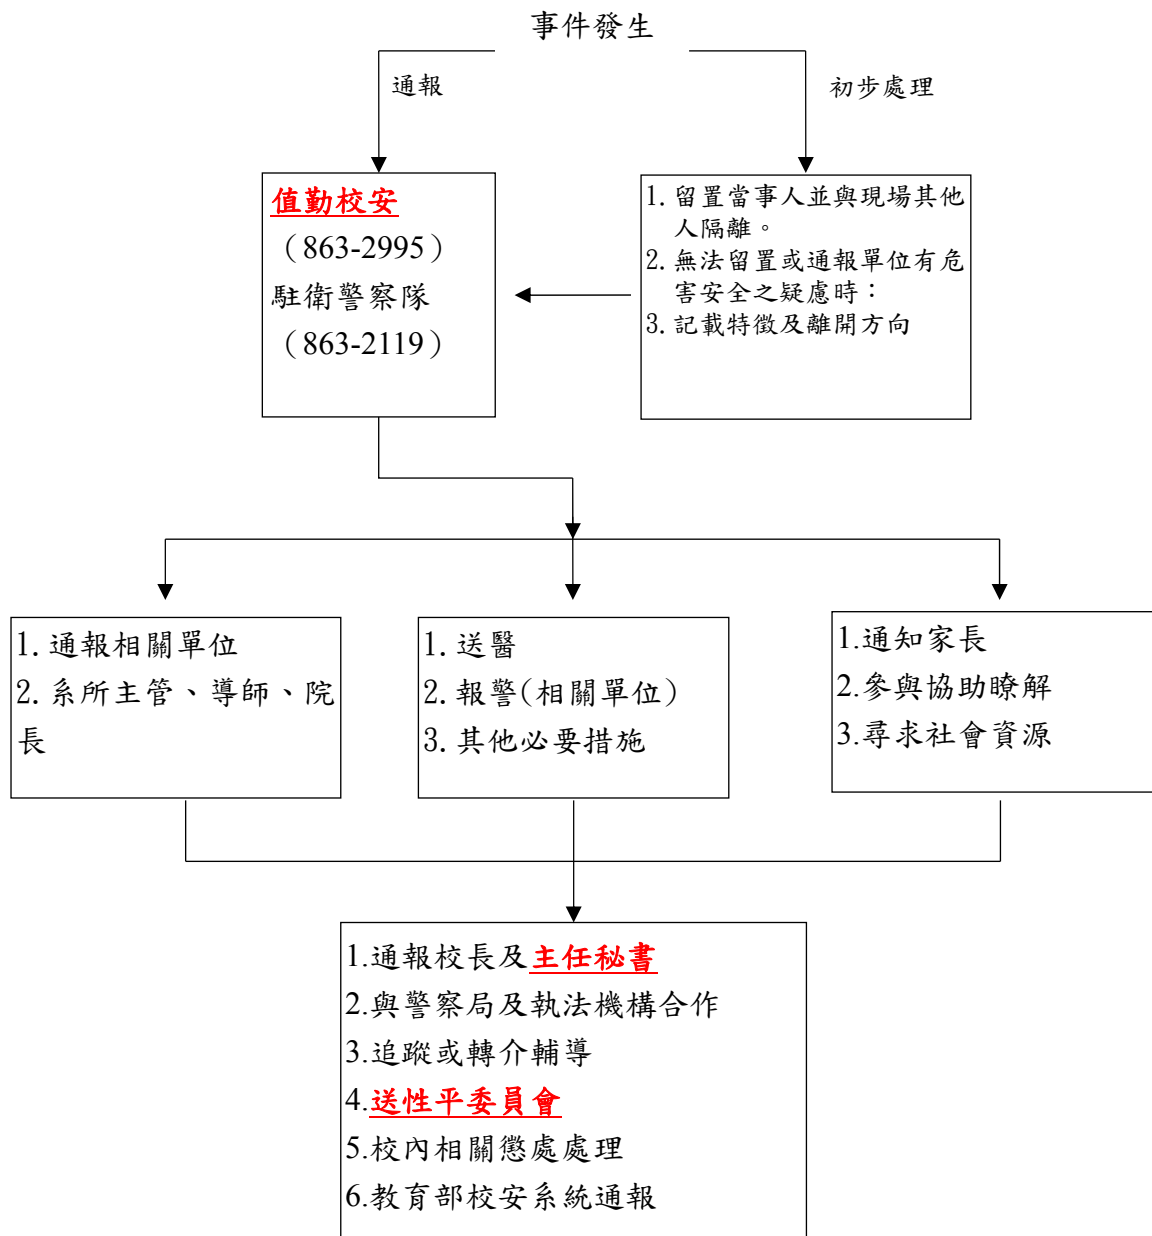 事件發生
通報
初步處理
值勤校安
（863-2995）
駐衛警察隊
（863-2119）
1. 留置當事人並與現場其他
人隔離。
2. 無法留置或通報單位有危
害安全之疑慮時：
3. 記載特徵及離開方向
1. 通報相關單位
2. 系所主管、導師、院
長
1. 送醫
2. 報警(相關單位)
3. 其他必要措施
1.通知家長
2.參與協助瞭解
3.尋求社會資源
1.通報校長及主任秘書
2.與警察局及執法機構合作
3.追蹤或轉介輔導
4.送性平委員會
5.校內相關懲處處理
6.教育部校安系統通報